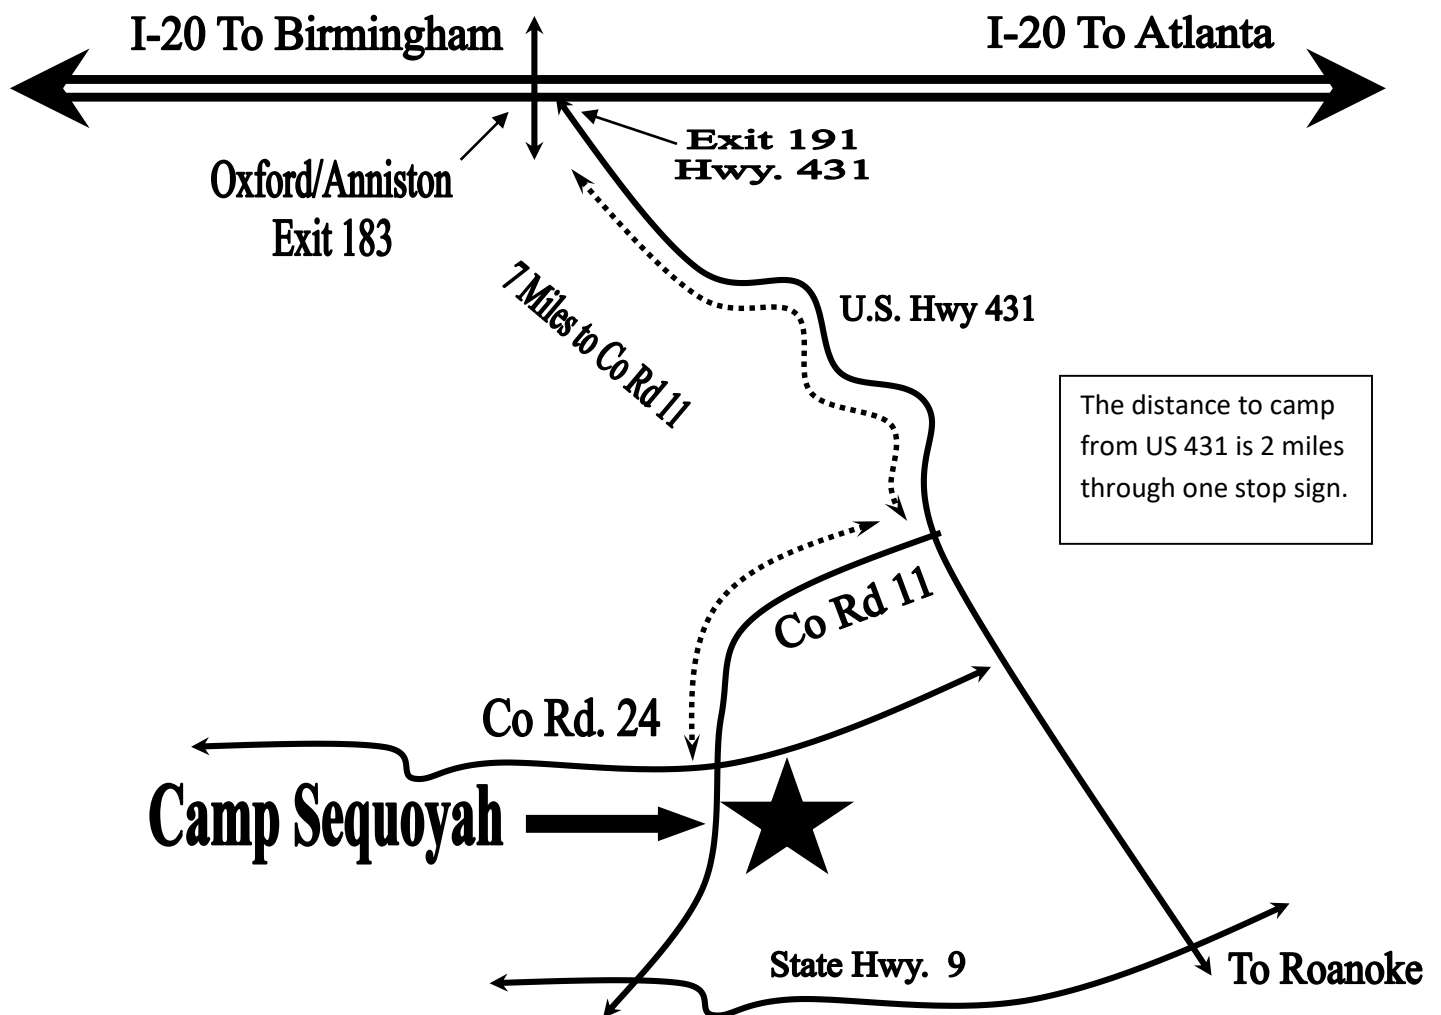 I-20 To Birmingham
I-20 To Atlanta
Exit 191
Hwy. 431
Oxford/Anniston
Exit 183
7 Miles to Co Rd 11
U.S. Hwy 431
The distance to camp
from US 431 is 2 miles
through one stop sign.
Co Rd 11
Co Rd. 24
Camp Sequoyah
State Hwy. 9
To Roanoke